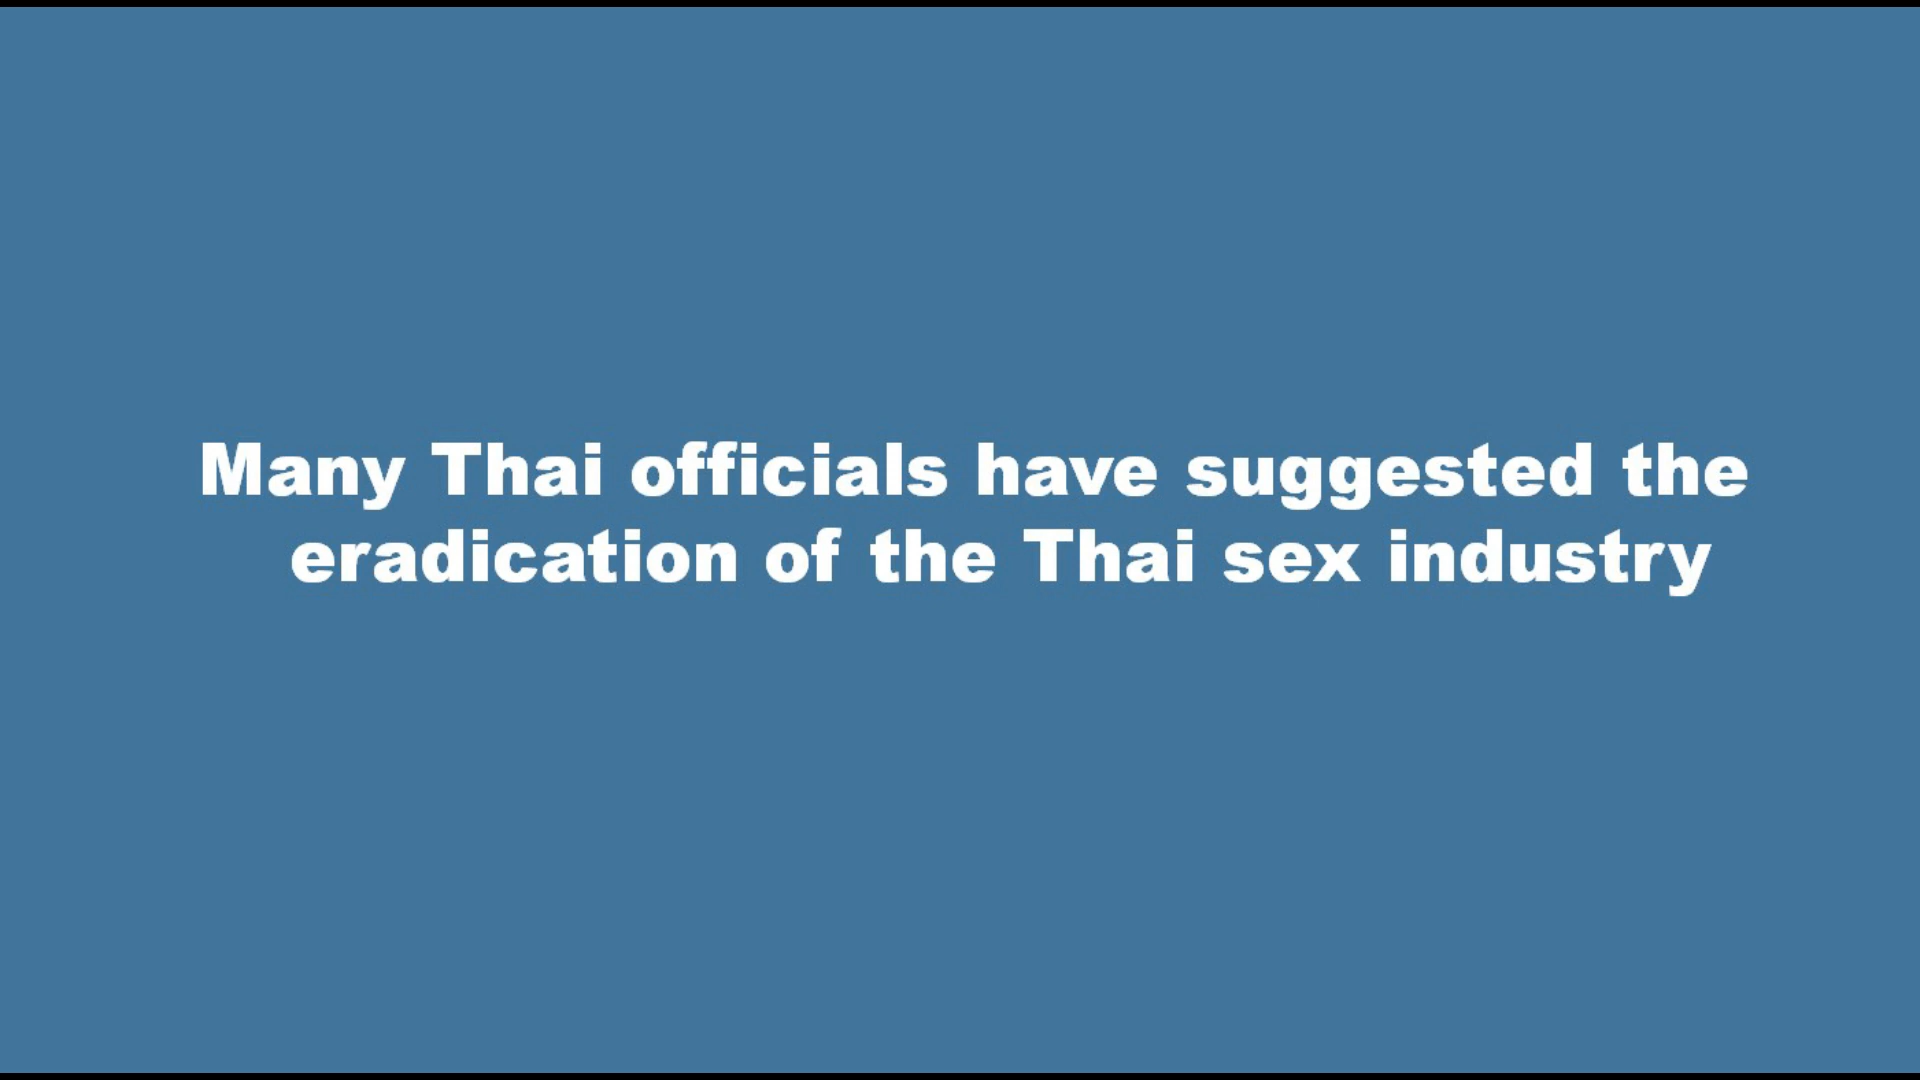 Many Thai officials have suggested the
eradication of the Thai sex industry